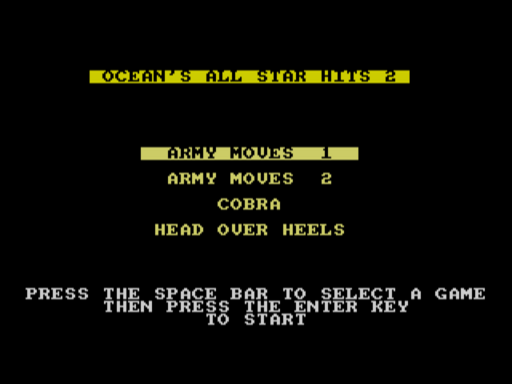 OCEAN'S ALL STAR HITS 2
ARMY MOVES 1
ARMY MOVES 2
COBRA
HEAD OVER HEELS
PRESS THE SPACE BAR TO SELECT A GAME
THEN PRESS THE ENTER KEY
TO START